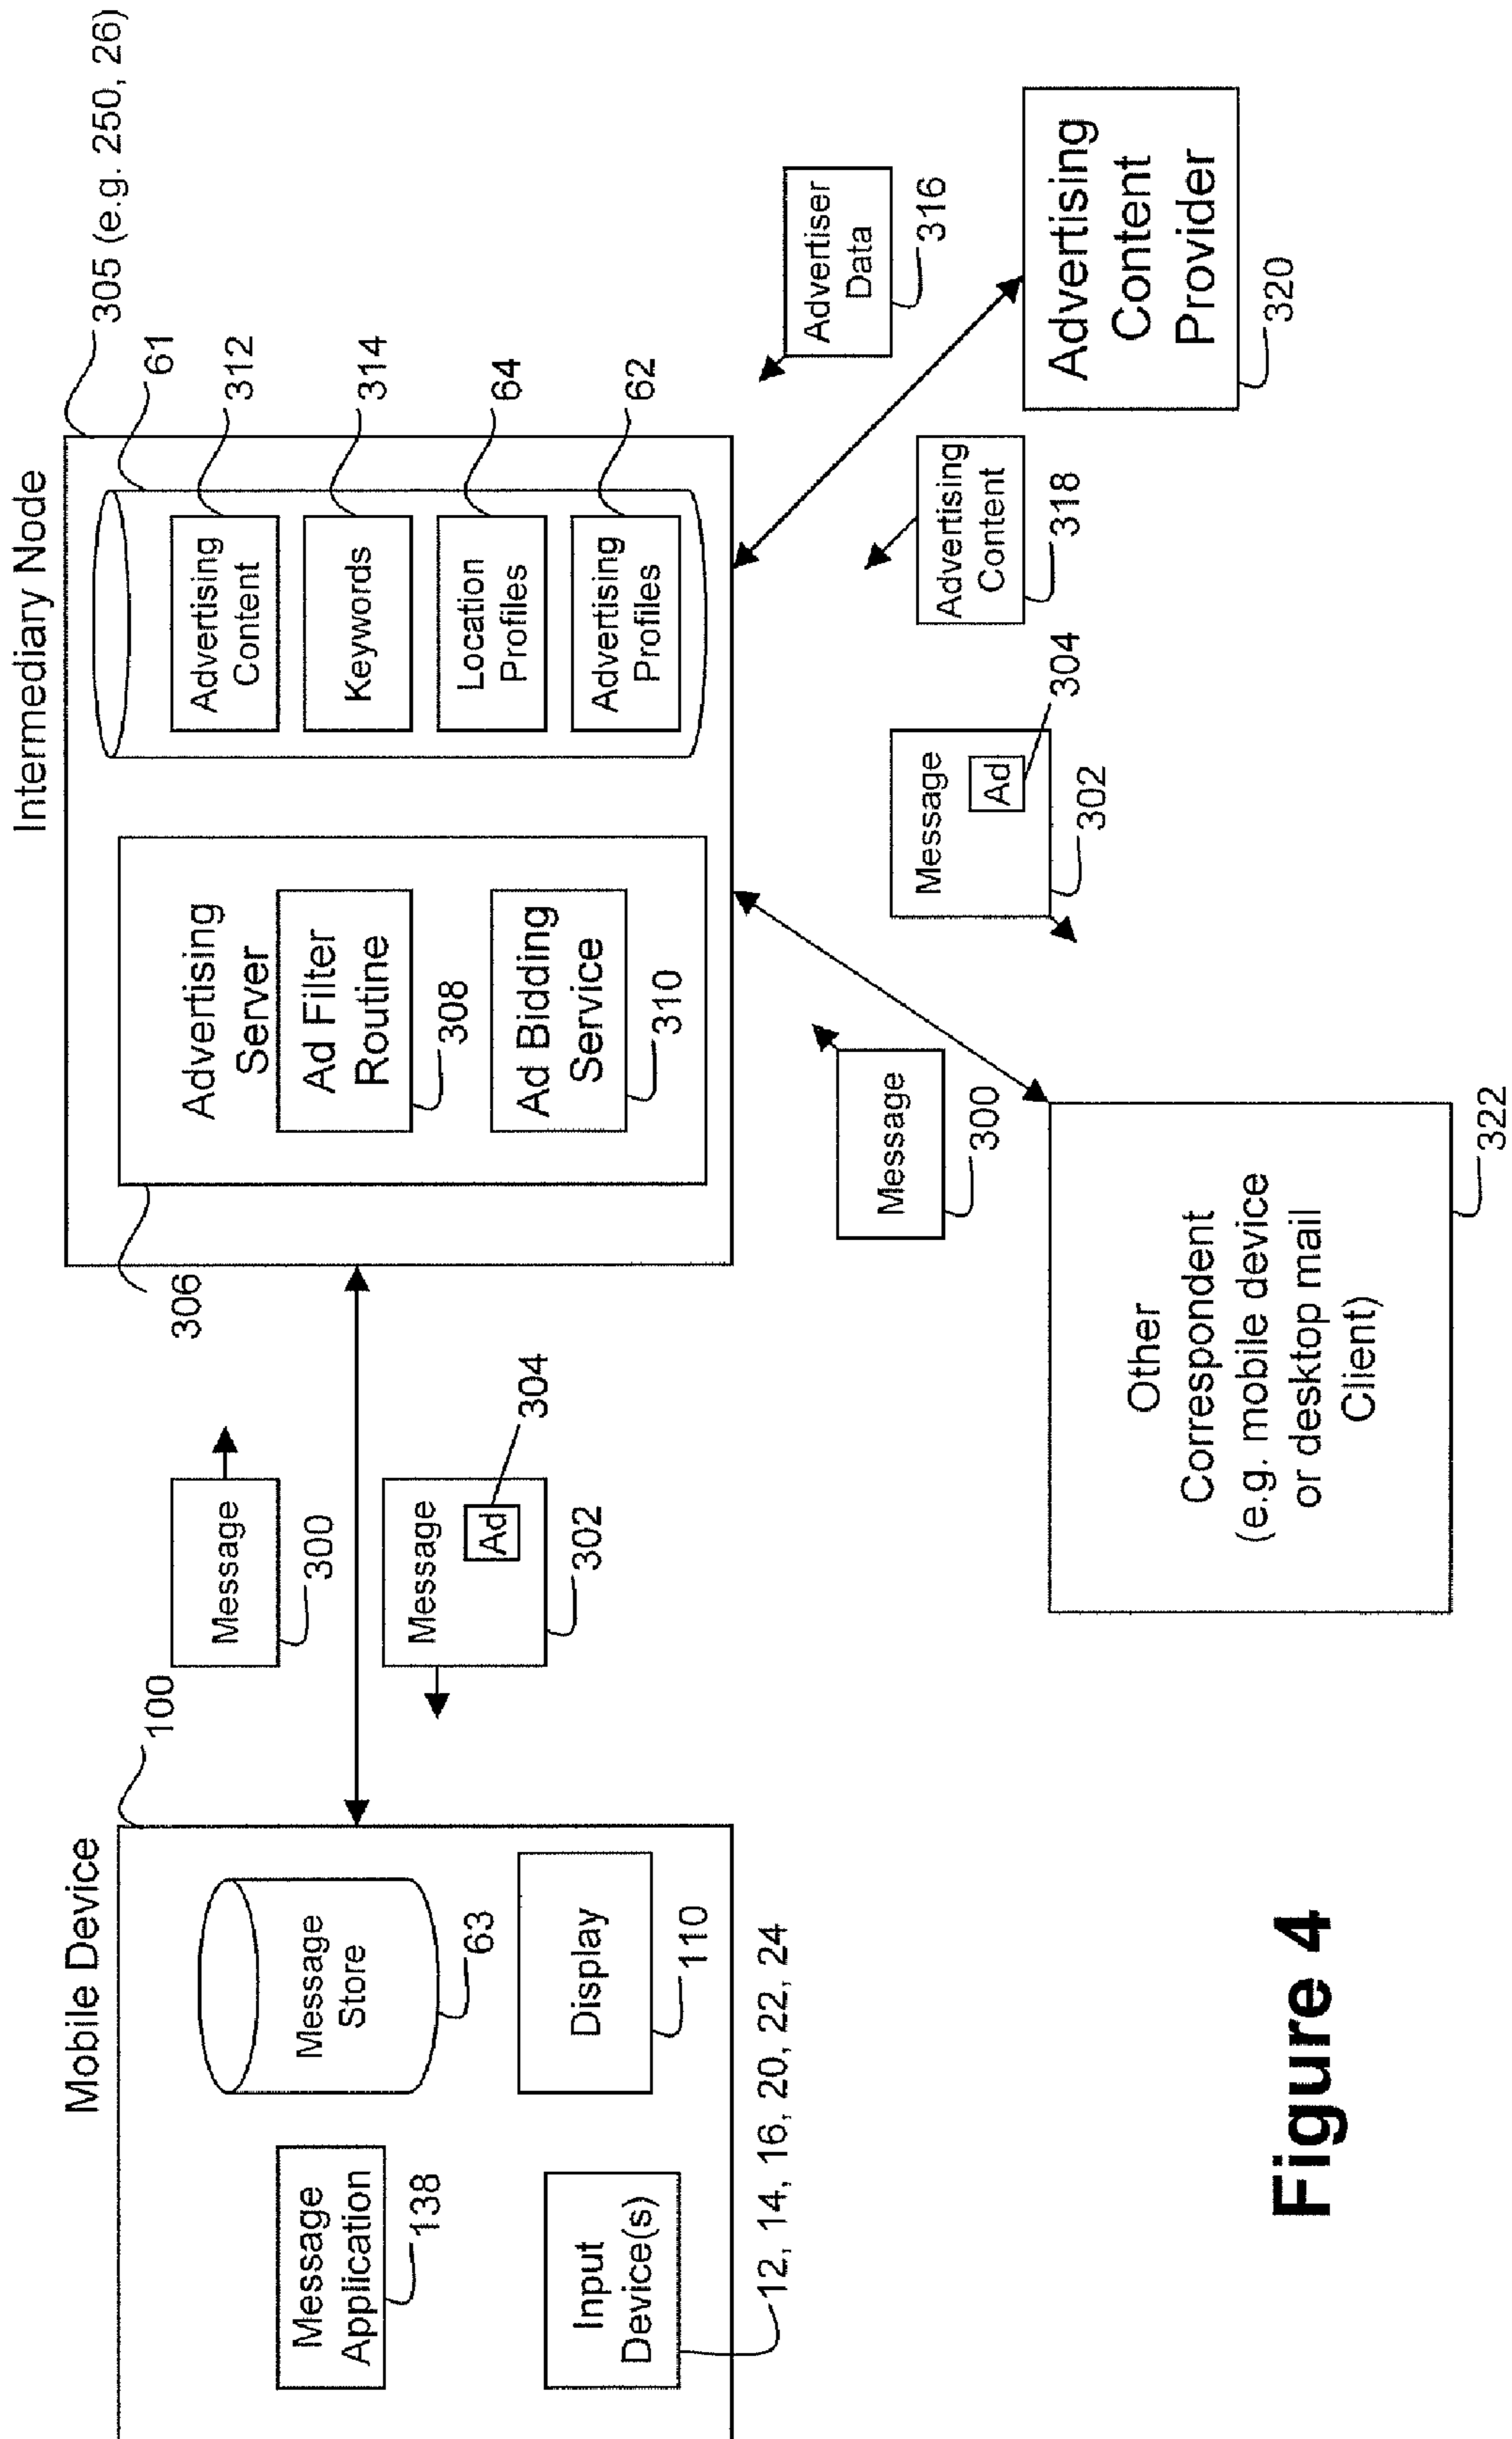 Mobile Device
100
Message
Application
138
Message
Store
63
Input
Device(s)
12, 14, 16, 20, 22, 24
Display
110
Message
300
Message
Ad
304
302
Intermediary Node
305 (e.g. 250, 26)
306
Advertising
Server
Ad Filter
Routine
308
Ad Bidding
Service
310
61
Advertising
Content
312
Keywords
314
Location
Profiles
64
Advertising
Profiles
62
Message
300
Message
Ad
304
302
Advertising
Content
318
Advertiser
Data
316
Other
Correspondent
(e.g. mobile device
or desktop mail
Client)
322
Advertising
Content
Provider
320
Figure 4